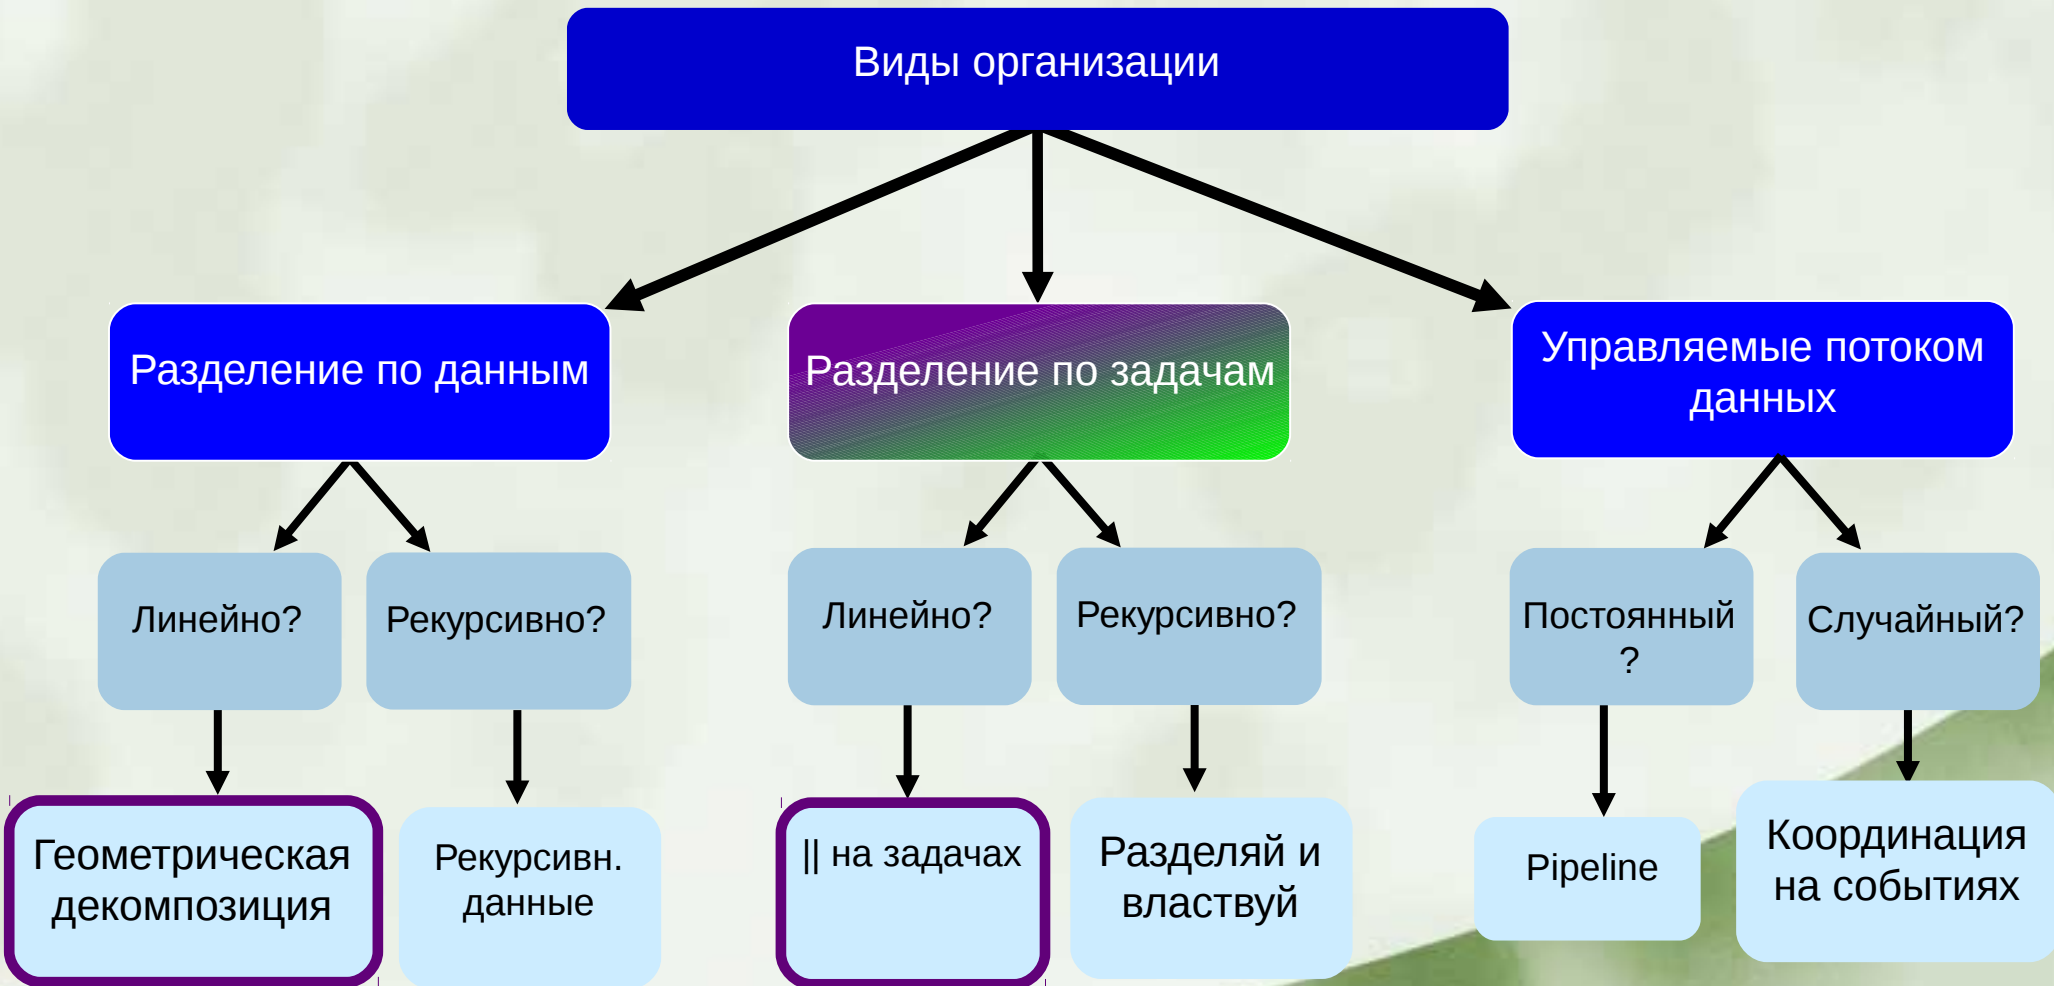 Виды организации
Разделение по данным
Разделение по задачам
Управляемые потоком
данных
Линейно?
Рекурсивно?
Линейно?
Рекурсивно?
Постоянный
?
Случайный?
Геометрическая
декомпозиция
Рекурсивн.
данные
|| на задачах
Разделяй и
властвуй
Pipeline
Координация
на событиях